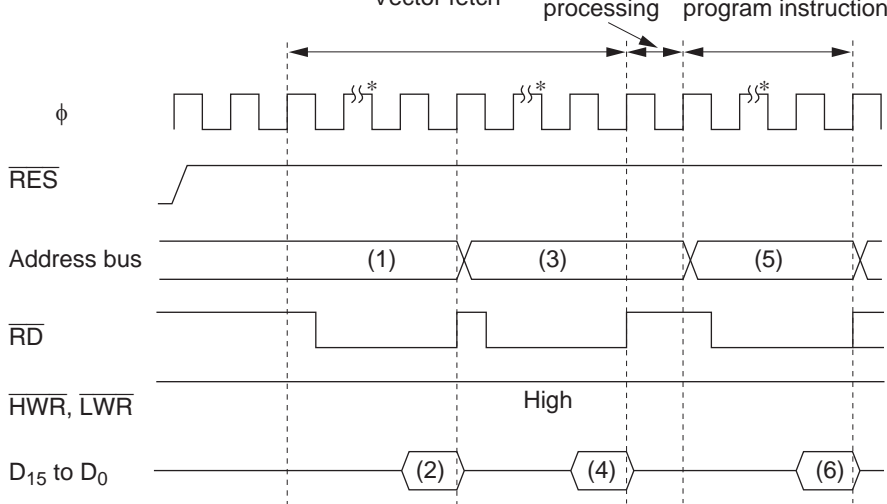 Vector fetch
processing program instruction
* * *
ϕ
RES
Address bus (1) (3) (5)
RD
HWR, LWR High
D15 to D0 (2) (4) (6)